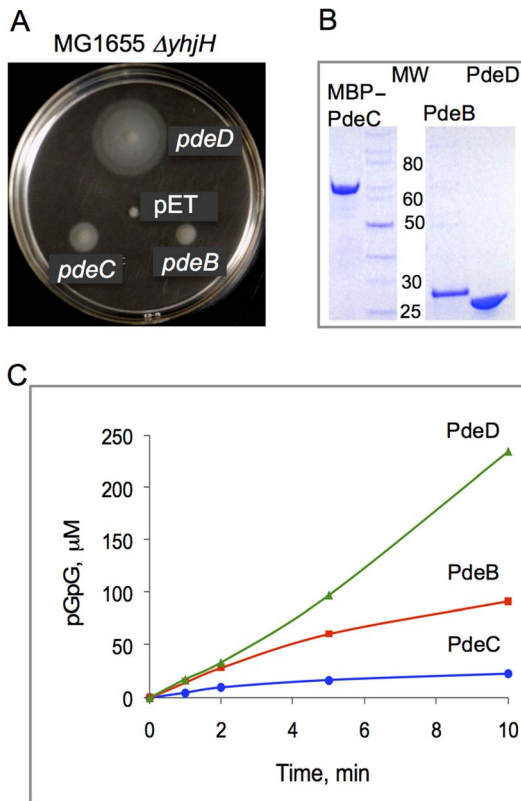 A
MG1655 ΔyhjH
pdeD
pET
pdeC
pdeB
B
MW PdeD
MBP–
PdeC
PdeB
80
60
50
30
25
C
250
200
150
100
50
0
pGpG, µM
PdeD
PdeB
PdeC
0 2 4 6 8 10
Time, min